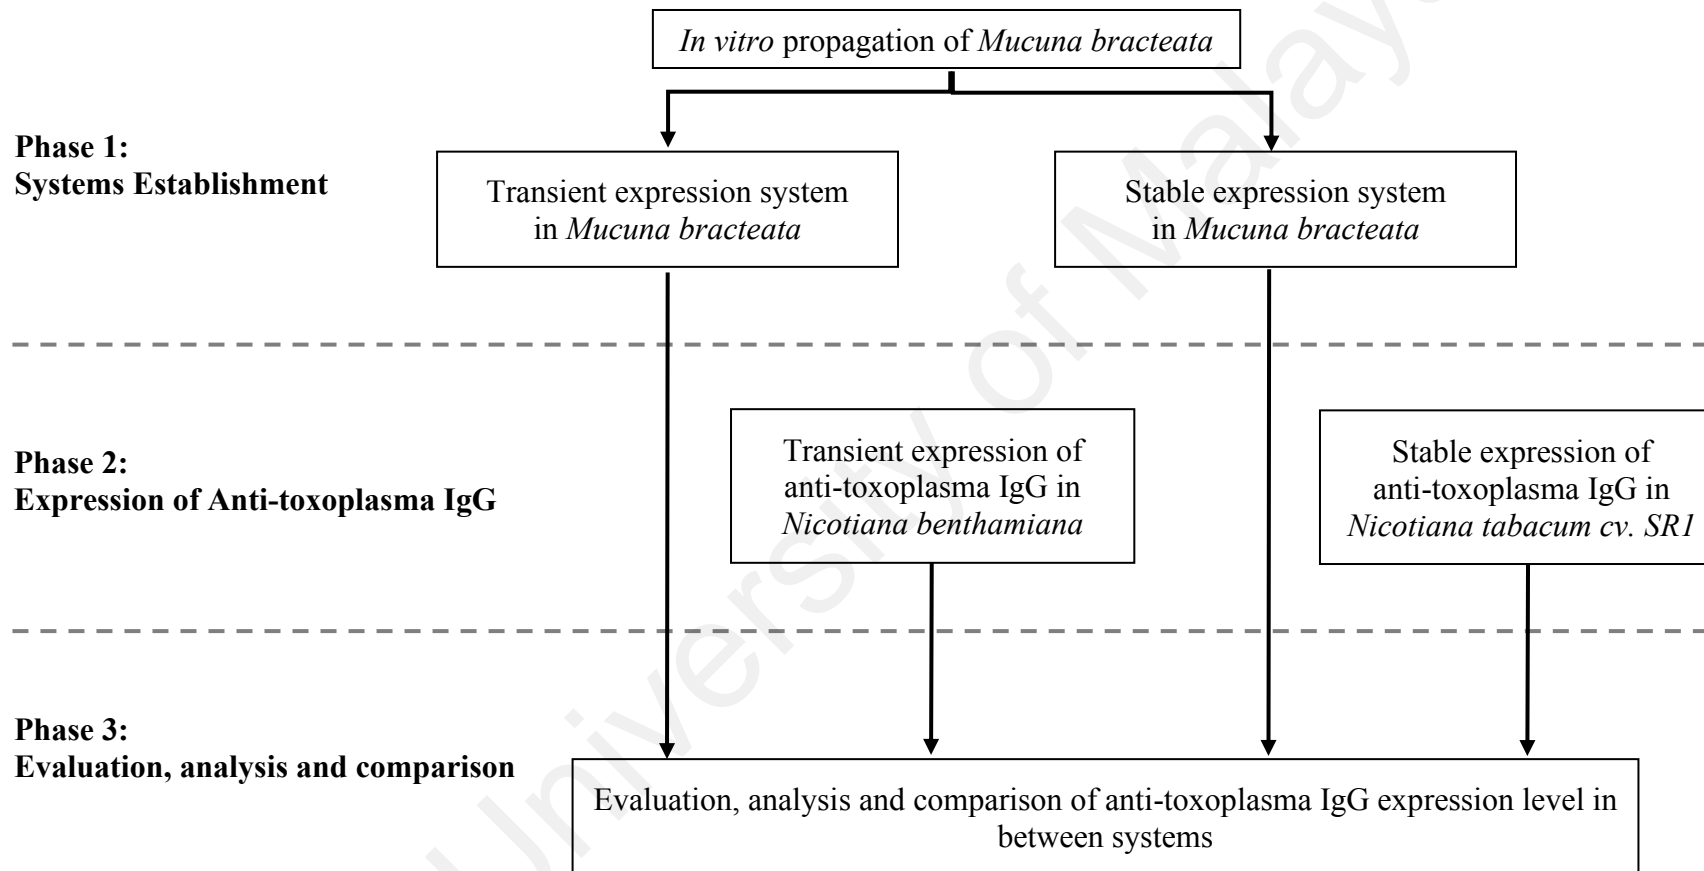 In vitro propagation of Mucuna bracteata
Phase 1:
Systems Establishment
Transient expression system
in Mucuna bracteata
Stable expression system
in Mucuna bracteata
Phase 2:
Expression of Anti-toxoplasma IgG
Transient expression of
anti-toxoplasma IgG in
Nicotiana benthamiana
Stable expression of
anti-toxoplasma IgG in
Nicotiana tabacum cv. SR1
Phase 3:
Evaluation, analysis and comparison
Evaluation, analysis and comparison of anti-toxoplasma IgG expression level in
between systems
University of Malaya